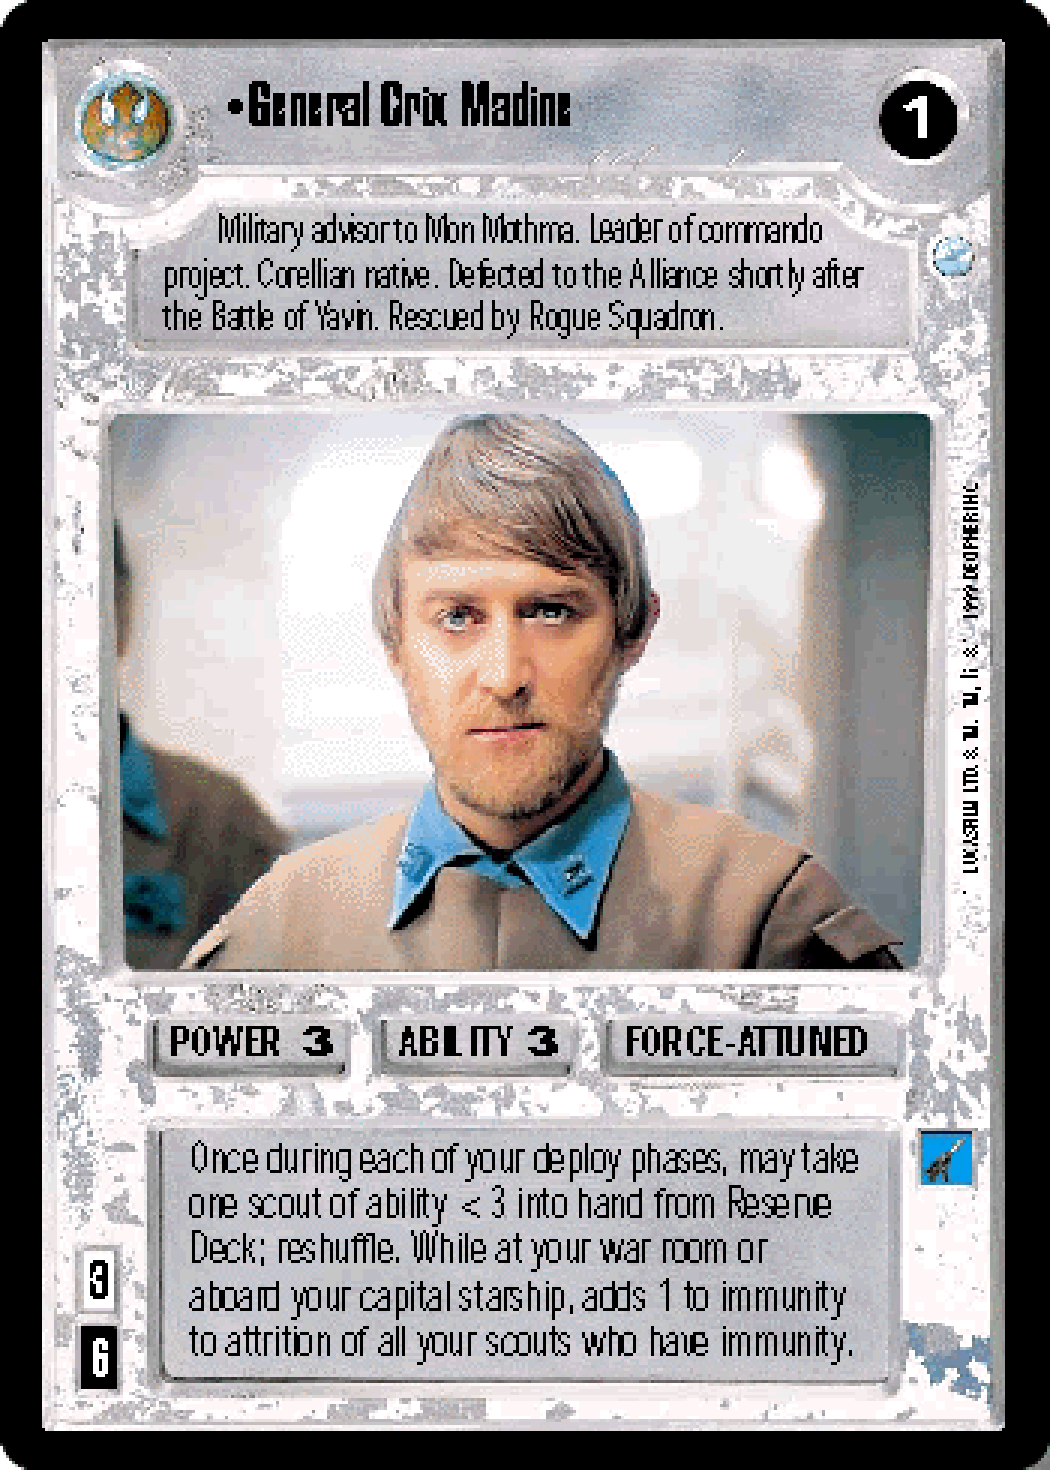 •General Crix Madine
1
Military advisor to Mon Mothma. Leader of commando
project. Corellian native. Defected to the Alliance shortly after
the Battle of Yavin. Rescued by Rogue Squadron.
POWER 3
ABILITY 3
FORCE-ATTUNED
Once during each of your deploy phases, may take
one scout of ability < 3 into hand from Reserve
Deck; reshuffle. While at your war room or
aboard your capital starship, adds 1 to immunity
to attrition of all your scouts who have immunity.
3
6